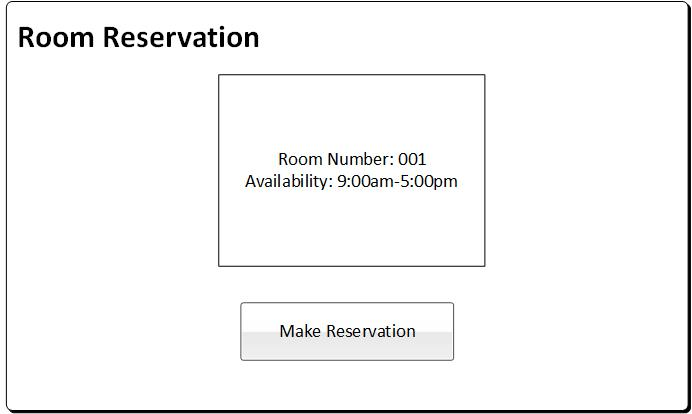 Room Reservation
Room Number: 001
Availability: 9:00am-5:00pm
Make Reservation